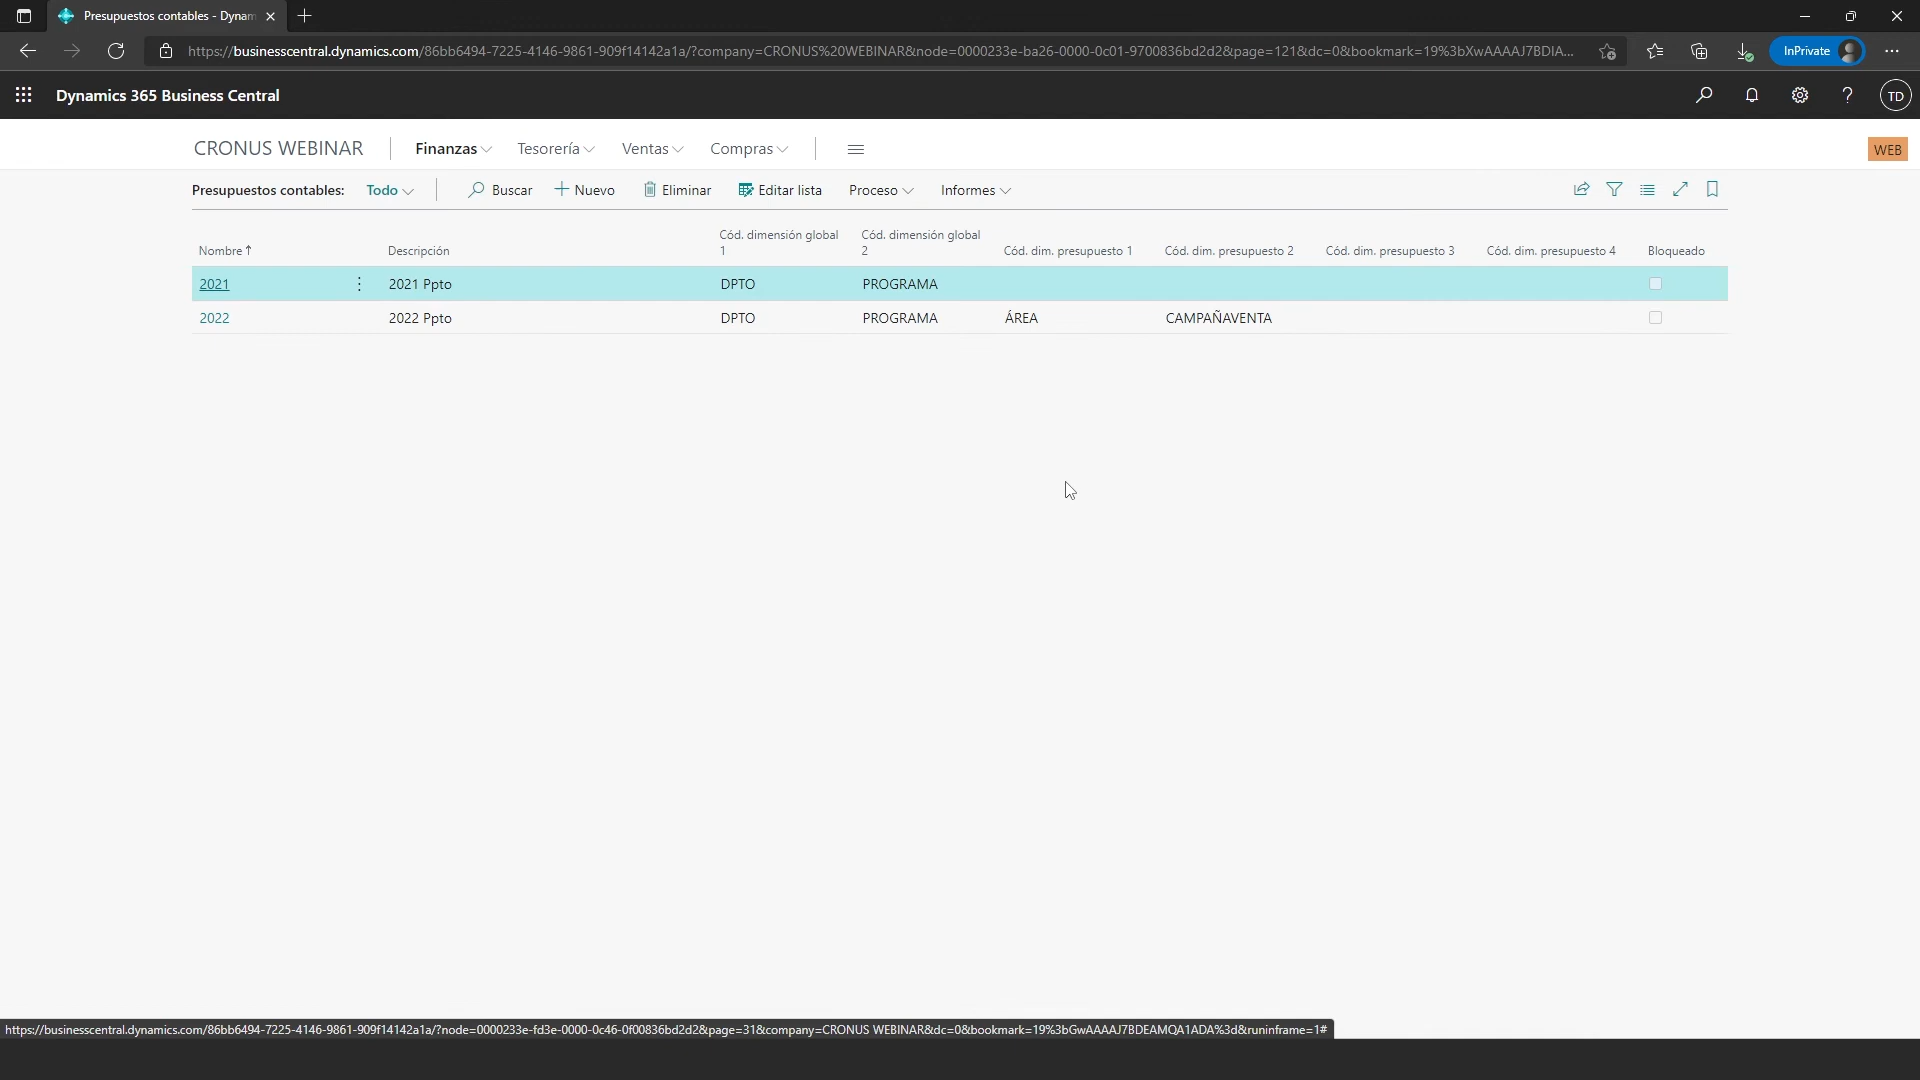 Presupuestos contables - Dynam
https://businesscentral.dynamics.com/86bb6494-7225-4146-9861-909f14142a1a/?company=CRONUS%20WEBINAR&node=0000233e-ba26-0000-0c01-9700836bd2d2&page=121&dc=0&bookmark=19%3bXwAAAAJ7BDIA...
InPrivate
Dynamics 365 Business Central
TD
CRONUS WEBINAR Finanzas Tesorería Ventas Compras
WEB
Presupuestos contables: Todo Buscar Nuevo Eliminar Editar lista Proceso Informes
Nombre ↑ Descripción Cód. dimensión global 1 Cód. dimensión global 2 Cód. dim. presupuesto 1 Cód. dim. presupuesto 2 Cód. dim. presupuesto 3 Cód. dim. presupuesto 4 Bloqueado
2021 2021 Ppto DPTO PROGRAMA
2022 2022 Ppto DPTO PROGRAMA ÁREA CAMPAÑAVENTA
https://businesscentral.dynamics.com/86bb6494-7225-4146-9861-909f14142a1a/?node=0000233e-fd3e-0000-0c46-0f00836bd2d2&page=31&company=CRONUS WEBINAR&dc=0&bookmark=19%3bGwAAAAJ7BDEAMQA1ADA%3d&runinframe=1#